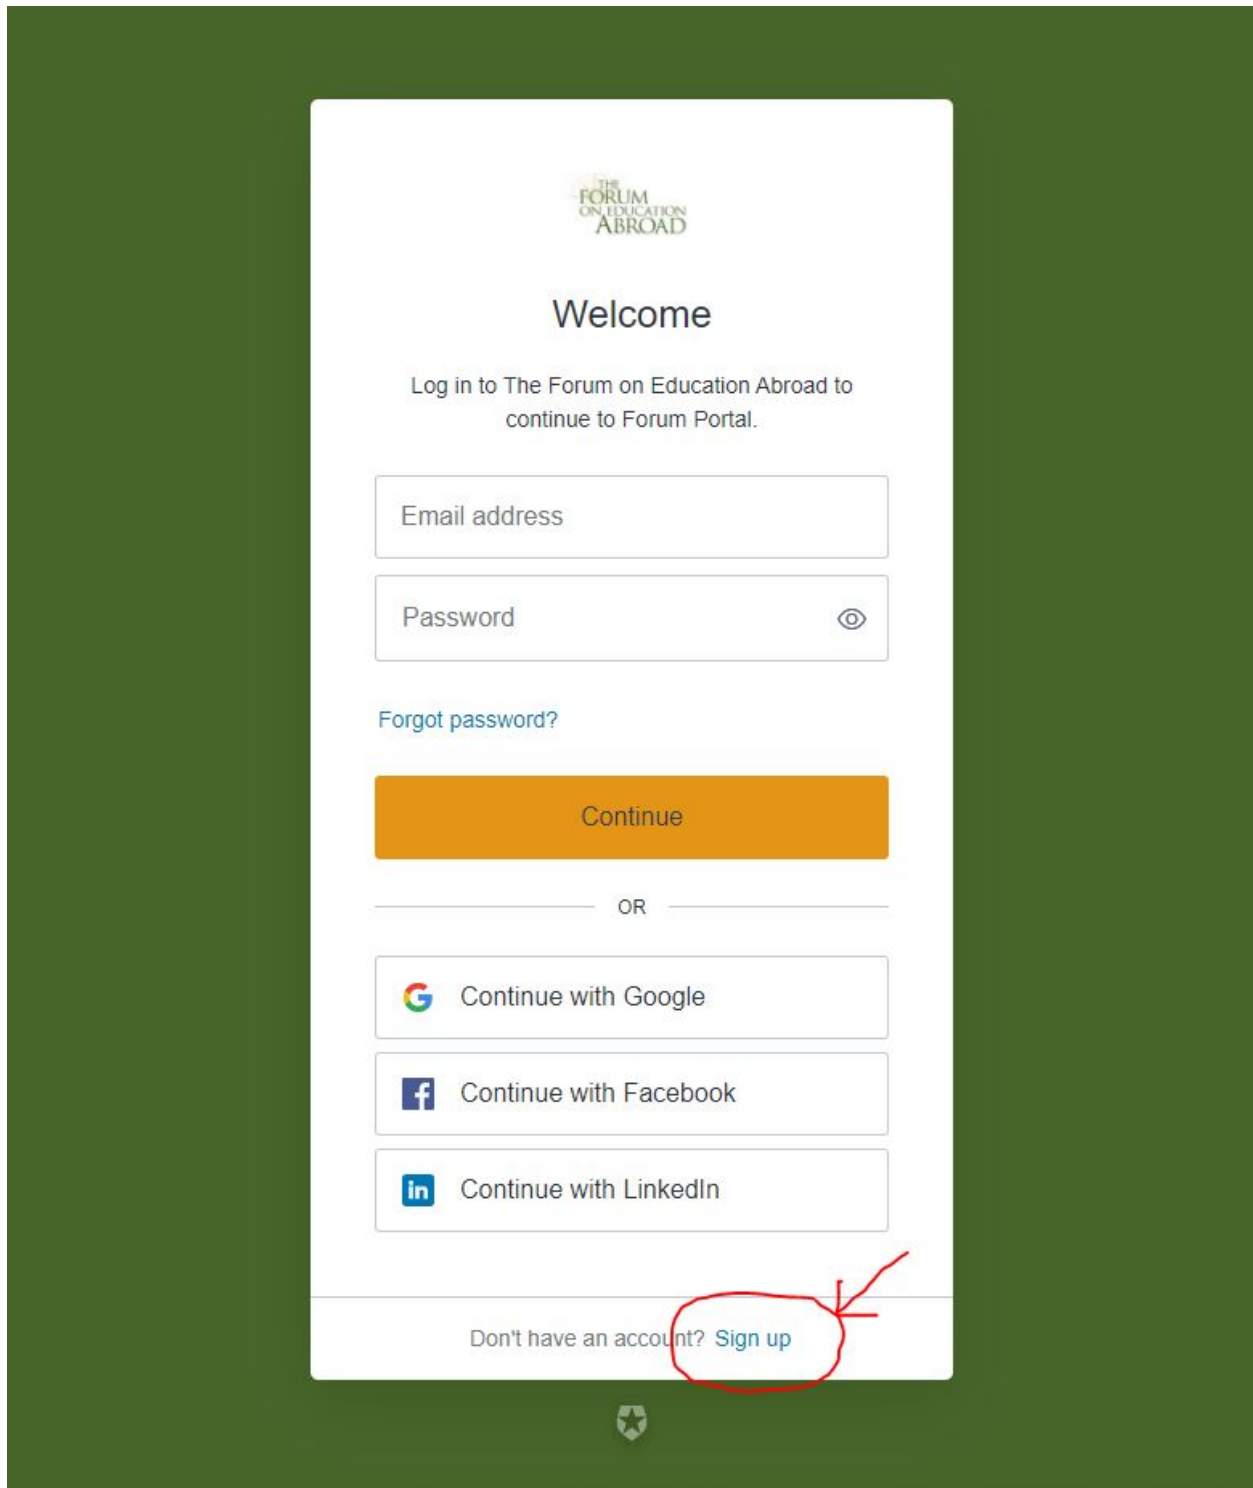 THE
FORUM
ON EDUCATION
ABROAD
Welcome
Log in to The Forum on Education Abroad to
continue to Forum Portal.
Email address
Password
Forgot password?
Continue
OR
Continue with Google
Continue with Facebook
in Continue with LinkedIn
Don't have an account? Sign up